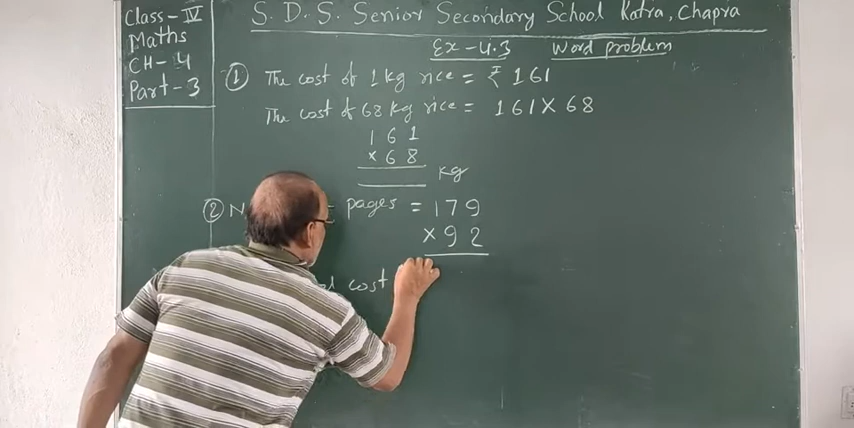 Class - IV
Maths
CH - 4
Part - 3
S. D. S. Senior Secondary School Katra, Chapra
Ex - 4.3 Word problem
① The cost of 1 kg rice = ₹ 161
The cost of 68 kg rice = 161 × 68
1 6 1
× 6 8
kg
② N pages = 179
× 9 2
cost